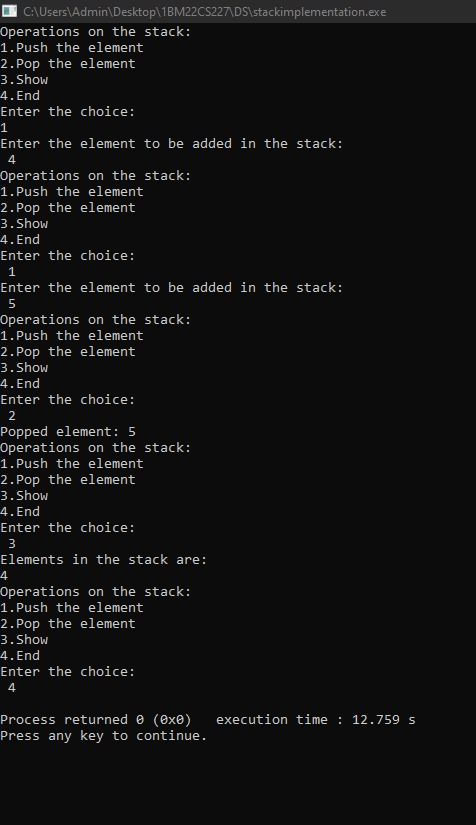 C:\Users\Admin\Desktop\1BM22CS227\DS\stackimplementation.exe
Operations on the stack:
1.Push the element
2.Pop the element
3.Show
4.End
Enter the choice:
1
Enter the element to be added in the stack:
 4
Operations on the stack:
1.Push the element
2.Pop the element
3.Show
4.End
Enter the choice:
 1
Enter the element to be added in the stack:
 5
Operations on the stack:
1.Push the element
2.Pop the element
3.Show
4.End
Enter the choice:
 2
Popped element: 5
Operations on the stack:
1.Push the element
2.Pop the element
3.Show
4.End
Enter the choice:
 3
Elements in the stack are:
4
Operations on the stack:
1.Push the element
2.Pop the element
3.Show
4.End
Enter the choice:
 4

Process returned 0 (0x0)   execution time : 12.759 s
Press any key to continue.